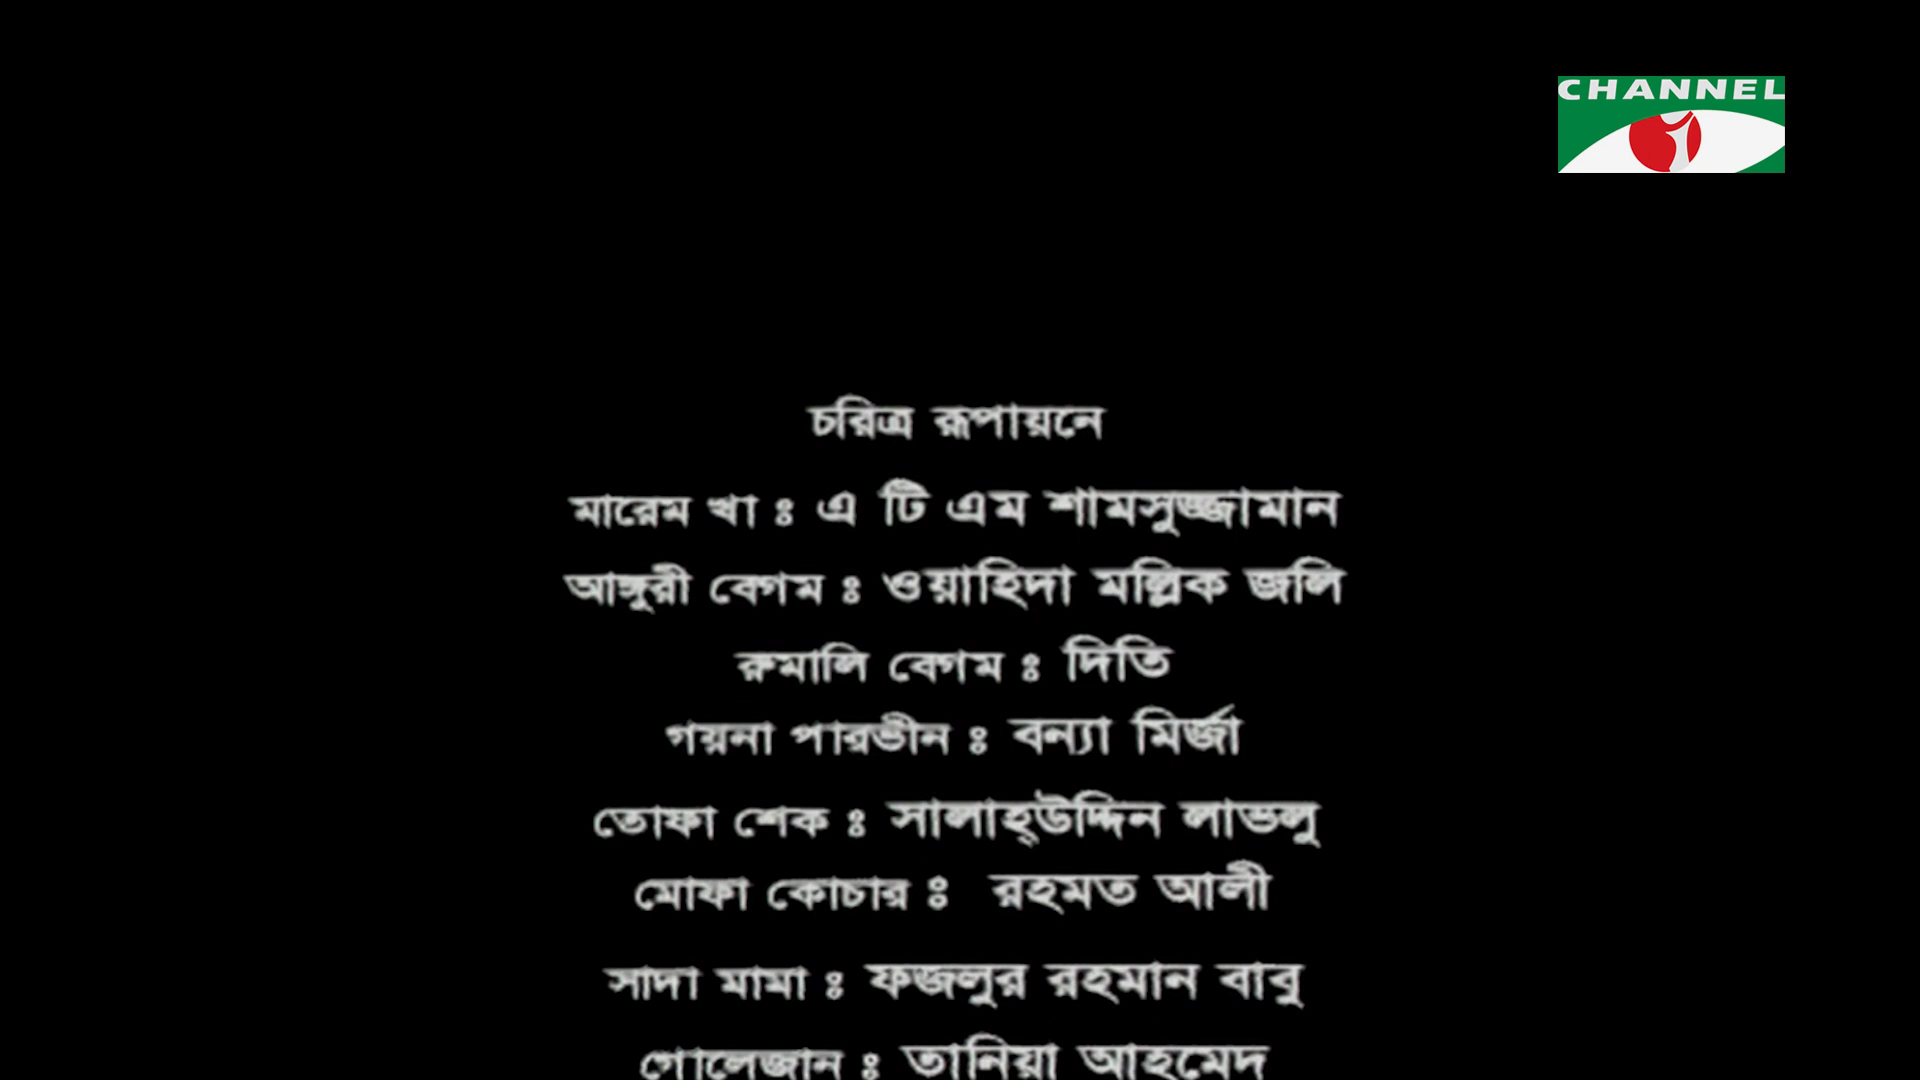 CHANNEL i
চরিত্র রূপায়নে
মারেম খা ঃ এ টি এম শামসুজ্জামান
আঙ্গুরী বেগম ঃ ওয়াহিদা মল্লিক জলি
রুমালি বেগম ঃ দিতি
গয়না পারভীন ঃ বন্যা মির্জা
তোফা শেক ঃ সালাহ্উদ্দিন লাভলু
মোফা কোচার ঃ রহমত আলী
সাদা মামা ঃ ফজলুর রহমান বাবু
গোলেজান ঃ তানিয়া আহমেদ